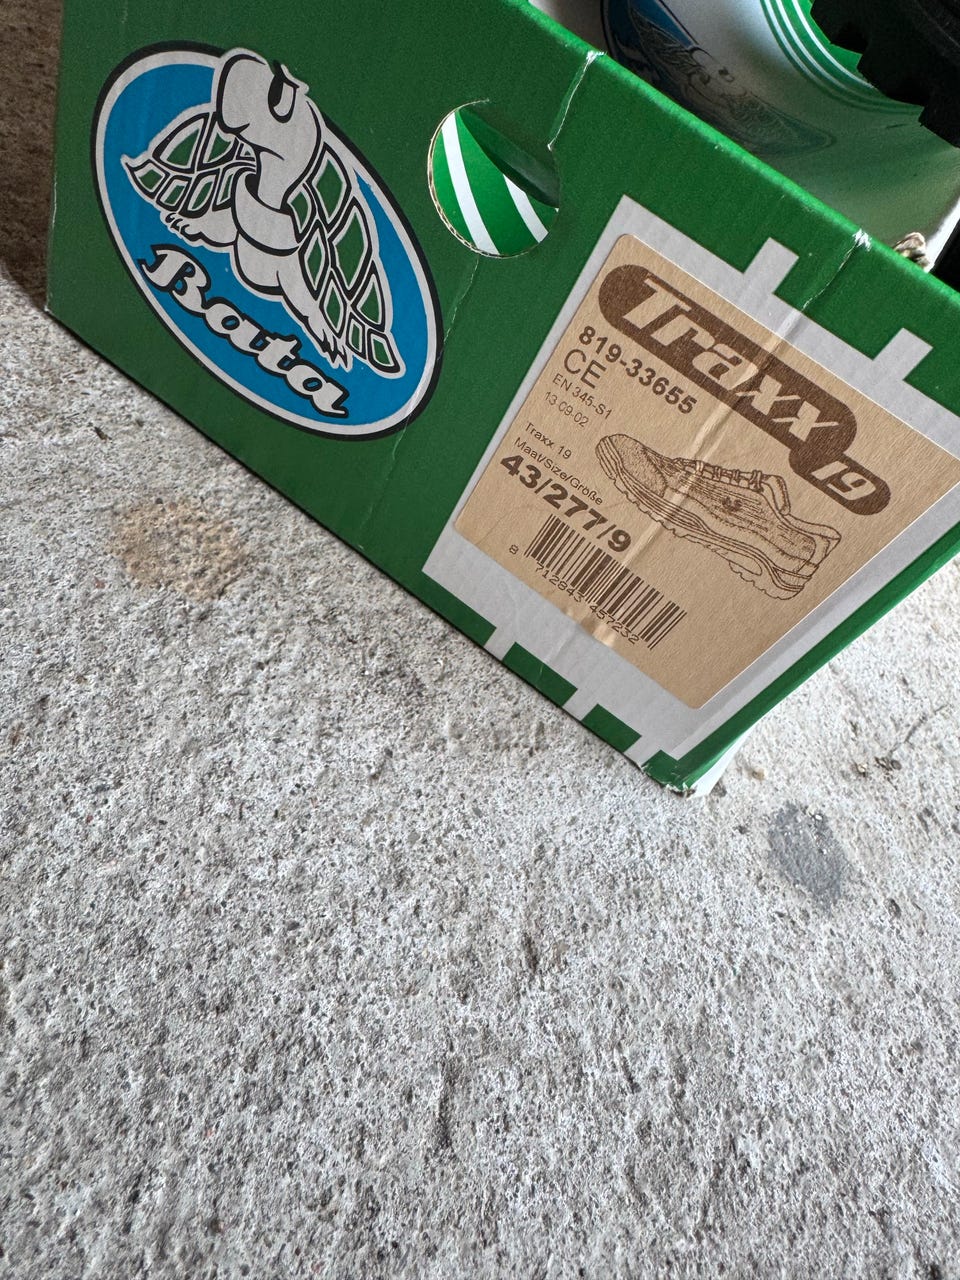 Bata
Traxx 19
819-33655
CE
EN 345-S1
13 09 02
Traxx 19
Maat/Size/Größe
43/277/9
8 712843 457232